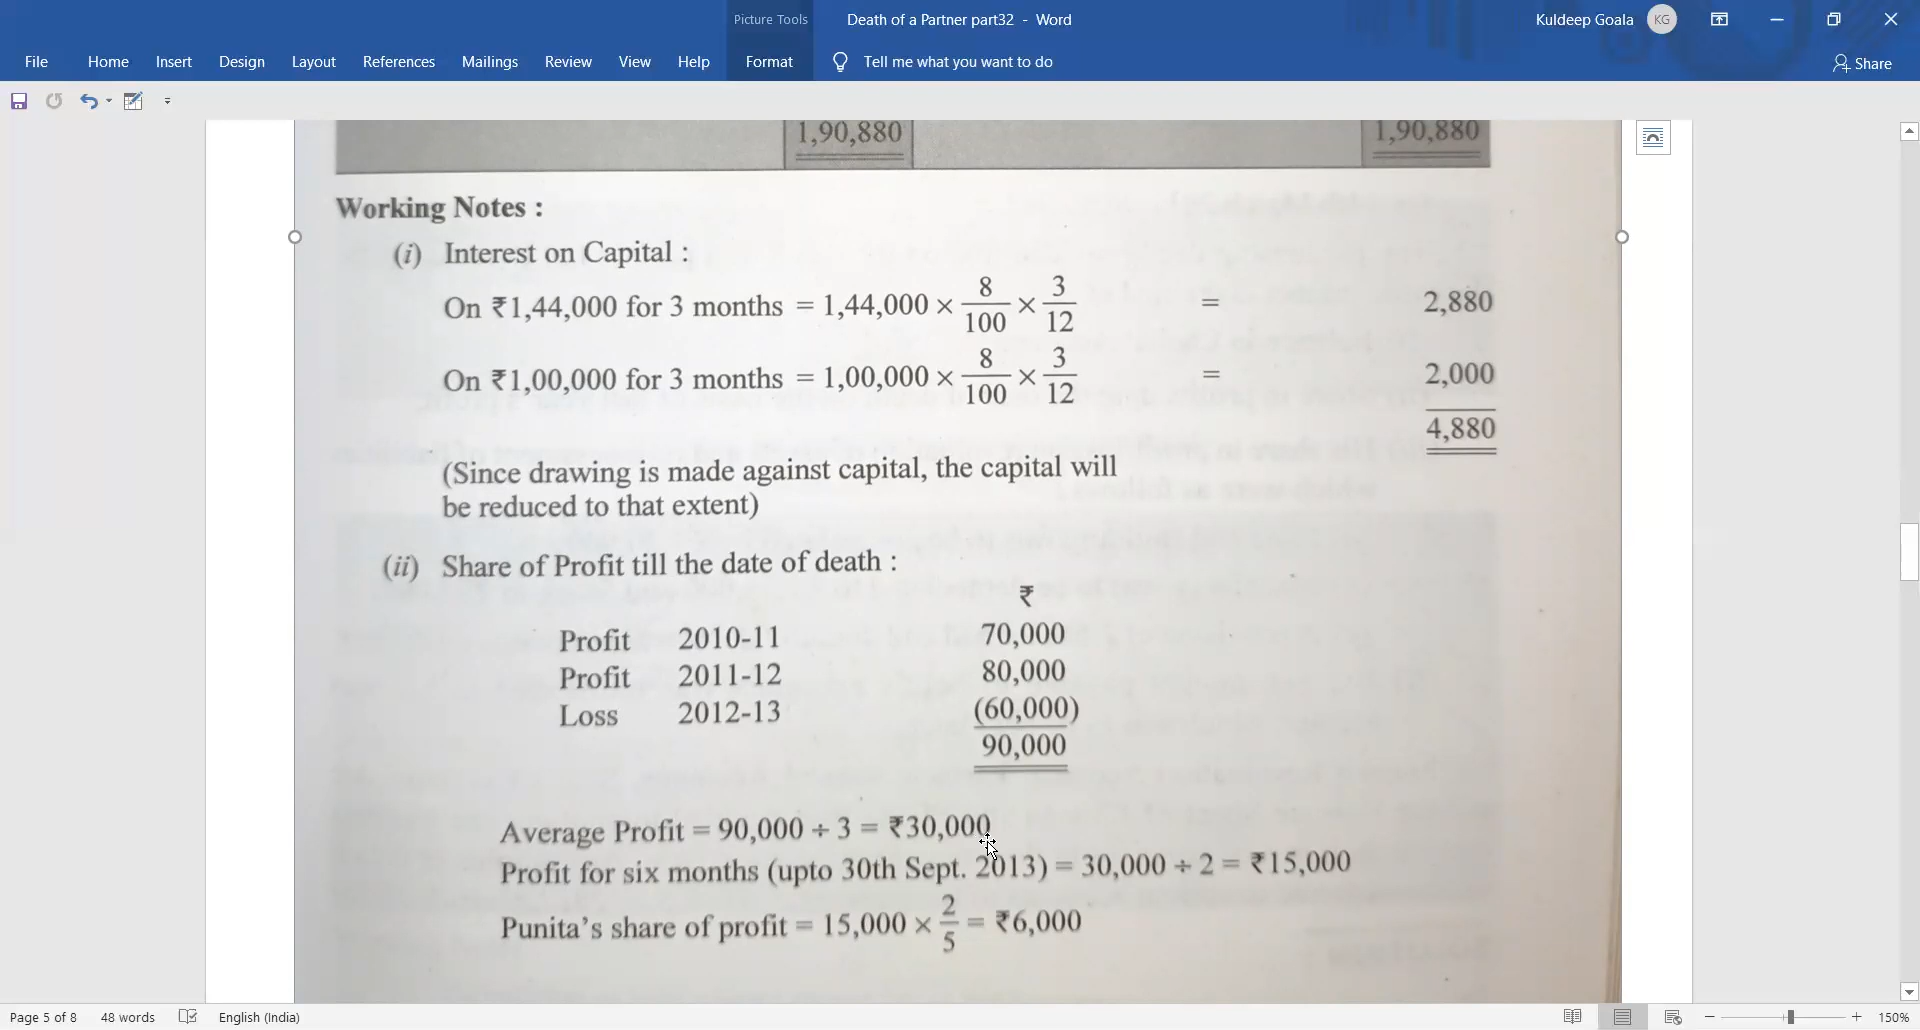 Picture Tools
Death of a Partner part32 - Word
Kuldeep Goala KG
File Home Insert Design Layout References Mailings Review View Help Format Tell me what you want to do Share
1,90,880 1,90,880
Working Notes :
(i) Interest on Capital :
On ₹1,44,000 for 3 months = 1,44,000 × 8/100 × 3/12 = 2,880
On ₹1,00,000 for 3 months = 1,00,000 × 8/100 × 3/12 = 2,000
4,880
(Since drawing is made against capital, the capital will
be reduced to that extent)
(ii) Share of Profit till the date of death :
₹
Profit 2010-11 70,000
Profit 2011-12 80,000
Loss 2012-13 (60,000)
90,000
Average Profit = 90,000 ÷ 3 = ₹30,000
Profit for six months (upto 30th Sept. 2013) = 30,000 ÷ 2 = ₹15,000
Punita's share of profit = 15,000 × 2/5 = ₹6,000
Page 5 of 8 48 words English (India) 150%